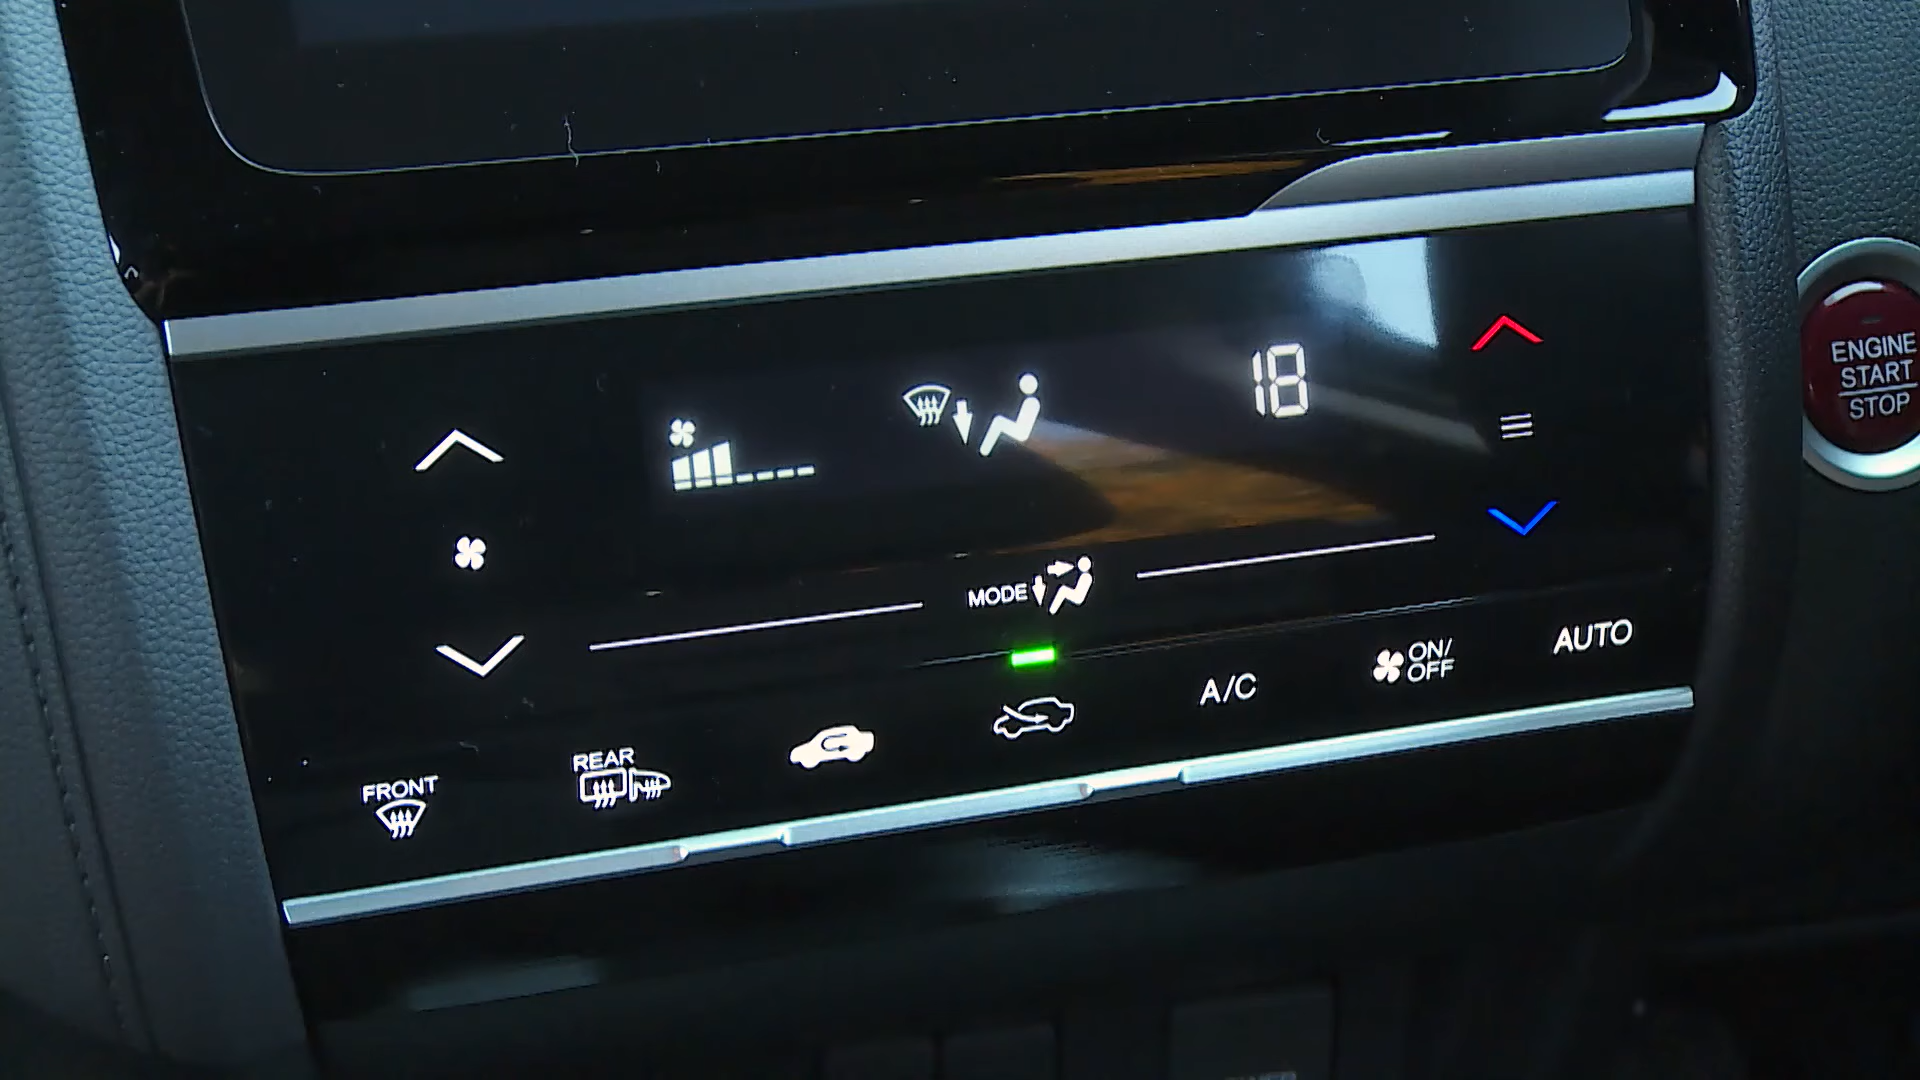 18
ENGINE
START
STOP
MODE
ON/
OFF
AUTO
A/C
REAR
FRONT